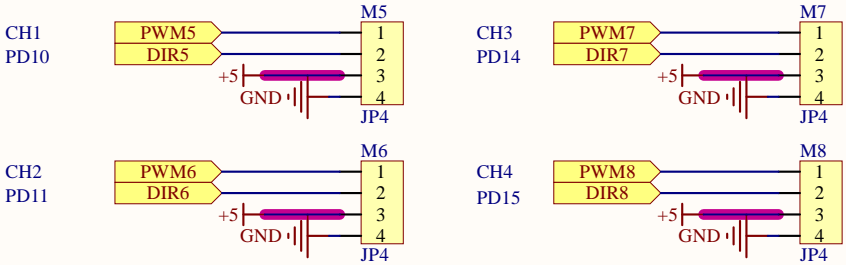 M5
CH1 PWM5 1
PD10 DIR5 2
+5 3
GND 4
JP4
M7
CH3 PWM7 1
PD14 DIR7 2
+5 3
GND 4
JP4
M6
CH2 PWM6 1
PD11 DIR6 2
+5 3
GND 4
JP4
M8
CH4 PWM8 1
PD15 DIR8 2
+5 3
GND 4
JP4